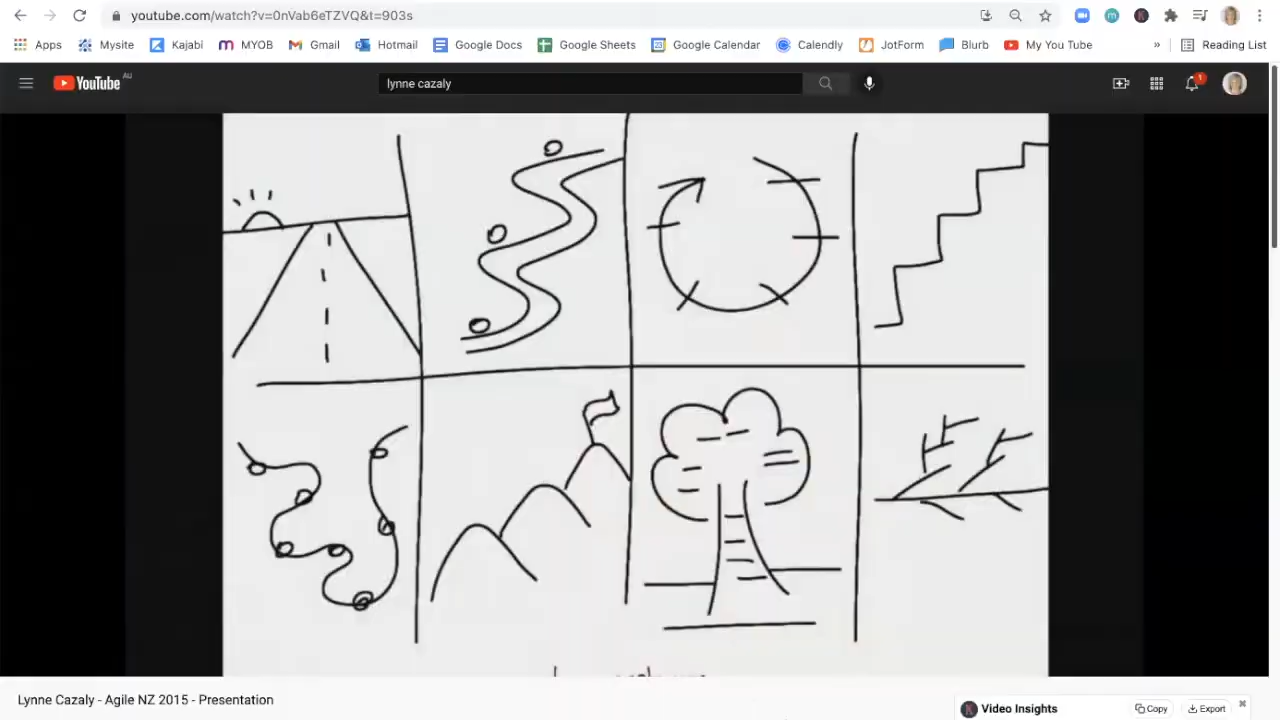 youtube.com/watch?v=0nVab6eTZVQ&t=903s
Apps Mysite Kajabi MYOB Gmail Hotmail Google Docs Google Sheets Google Calendar Calendly JotForm Blurb My You Tube » Reading List
YouTube AU lynne cazaly 1
Lynne Cazaly - Agile NZ 2015 - Presentation
Video Insights Copy Export